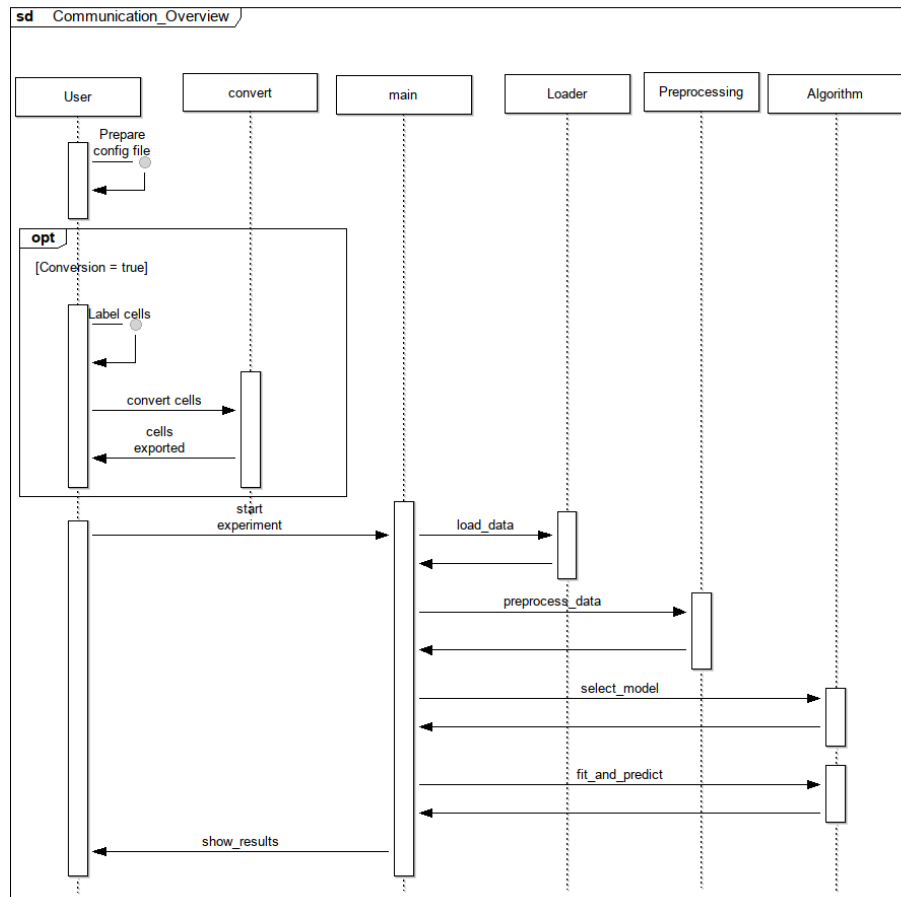 sd Communication_Overview
User
convert
main
Loader
Preprocessing
Algorithm
Prepare
config file
opt
[Conversion = true]
Label cells
convert cells
cells
exported
start
experiment
load_data
preprocess_data
select_model
fit_and_predict
show_results